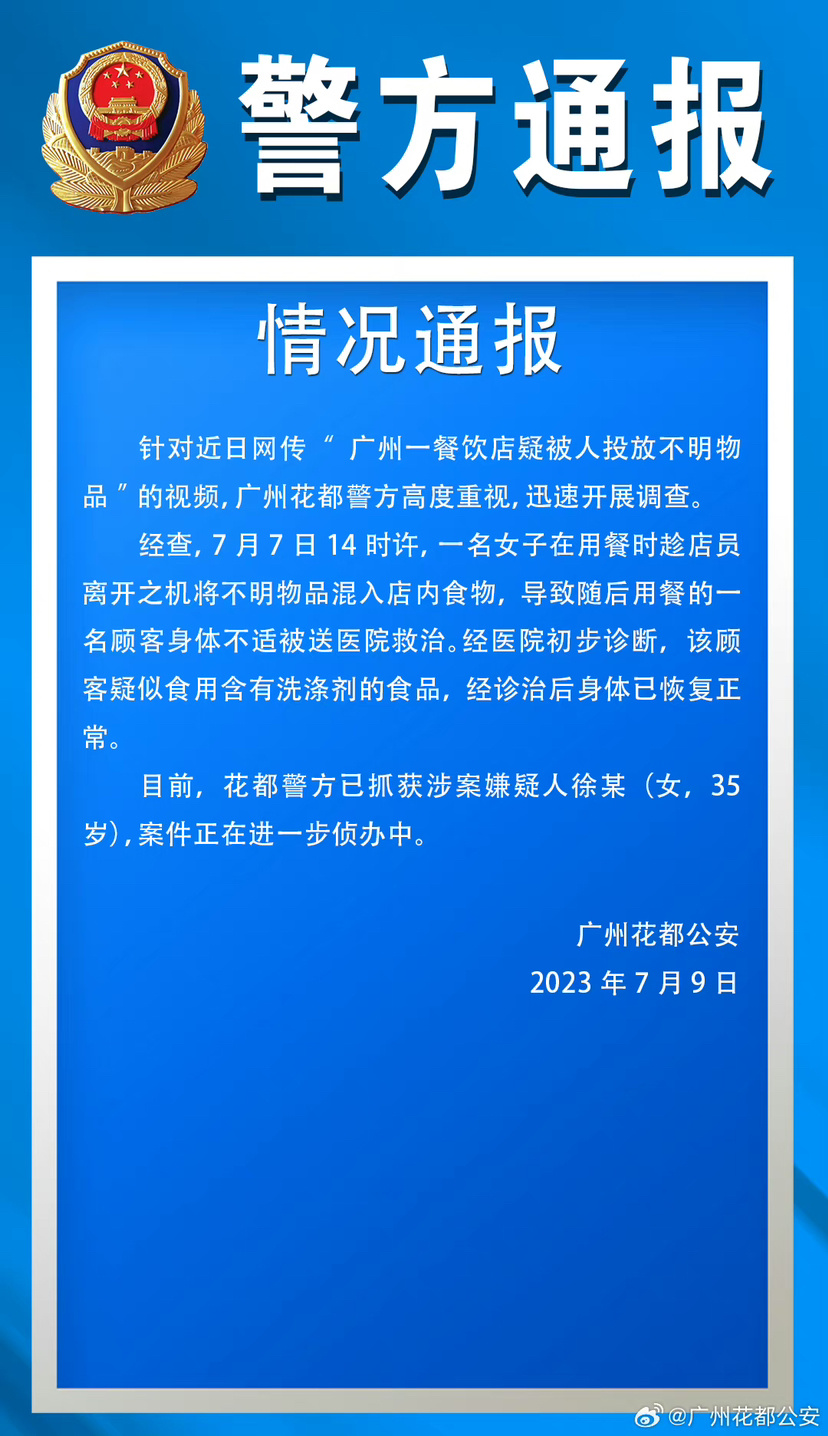 警方通报
情况通报
针对近日网传“广州一餐饮店疑被人投放不明物
品”的视频,广州花都警方高度重视,迅速开展调查。
经查,7月7日14时许,一名女子在用餐时趁店员
离开之机将不明物品混入店内食物，导致随后用餐的一
名顾客身体不适被送医院救治。经医院初步诊断，该顾
客疑似食用含有洗涤剂的食品，经诊治后身体已恢复正
常。
目前，花都警方已抓获涉案嫌疑人徐某（女，35
岁）,案件正在进一步侦办中。
广州花都公安
2023年7月9日
@广州花都公安